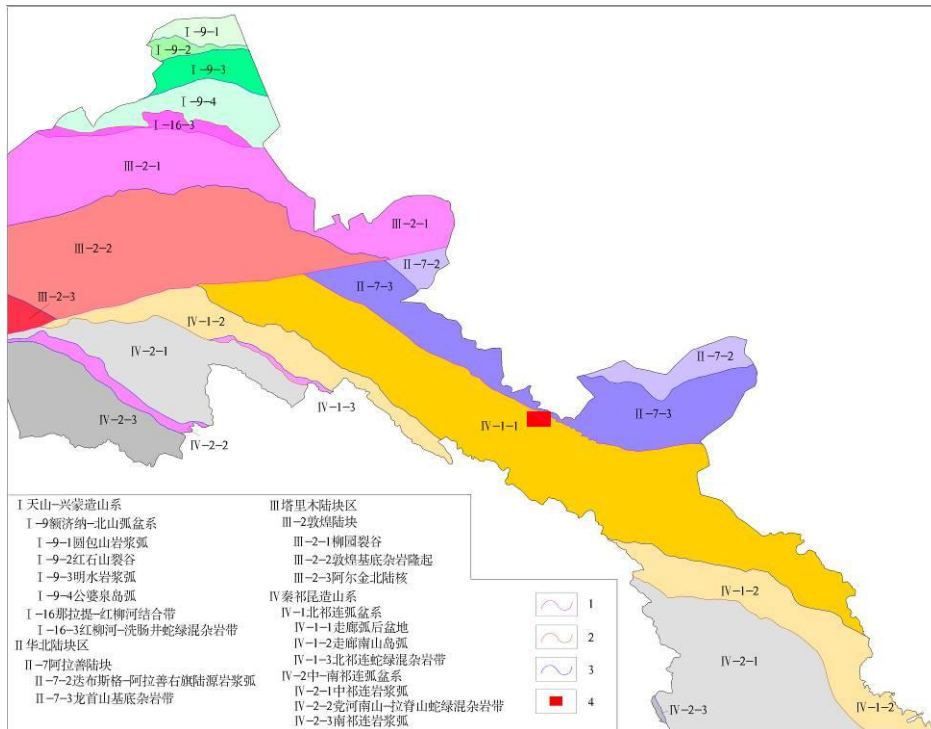 Ⅰ-9-1
Ⅰ-9-2
Ⅰ-9-3
Ⅰ-9-4
Ⅰ-16-3
Ⅲ-2-1
Ⅲ-2-1
Ⅲ-2-2
Ⅱ-7-2
Ⅱ-7-3
Ⅲ-2-3
Ⅳ-1-2
Ⅳ-2-1
Ⅱ-7-2
Ⅳ-1-3
Ⅱ-7-3
Ⅳ-2-3
Ⅳ-1-1
Ⅳ-2-2
Ⅳ-1-2
Ⅳ-2-1
Ⅳ-2-3
Ⅳ-1-2
Ⅰ天山-兴蒙造山系
Ⅰ-9额济纳-北山弧盆系
Ⅰ-9-1圆包山岩浆弧
Ⅰ-9-2红石山裂谷
Ⅰ-9-3明水岩浆弧
Ⅰ-9-4公婆泉岛弧
Ⅰ-16那拉提-红柳河结合带
Ⅰ-16-3红柳河-洗肠井蛇绿混杂岩带
Ⅱ华北陆块区
Ⅱ-7阿拉善陆块
Ⅱ-7-2迭布斯格-阿拉善右旗陆源岩浆弧
Ⅱ-7-3龙首山基底杂岩带
Ⅲ塔里木陆块区
Ⅲ-2敦煌陆块
Ⅲ-2-1柳园裂谷
Ⅲ-2-2敦煌基底杂岩隆起
Ⅲ-2-3阿尔金北陆核
Ⅳ秦祁昆造山系
Ⅳ-1北祁连弧盆系
Ⅳ-1-1走廊弧后盆地
Ⅳ-1-2走廊南山岛弧
Ⅳ-1-3北祁连蛇绿混杂岩带
Ⅳ-2中-南祁连弧盆系
Ⅳ-2-1中祁连岩浆弧
Ⅳ-2-2党河南山-拉脊山蛇绿混杂岩带
Ⅳ-2-3南祁连岩浆弧
1
2
3
4